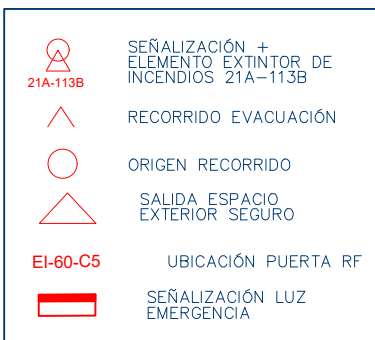 SEÑALIZACIÓN +
ELEMENTO EXTINTOR DE
INCENDIOS 21A-113B
21A-113B
RECORRIDO EVACUACIÓN
ORIGEN RECORRIDO
SALIDA ESPACIO
EXTERIOR SEGURO
EI-60-C5
UBICACIÓN PUERTA RF
SEÑALIZACIÓN LUZ
EMERGENCIA